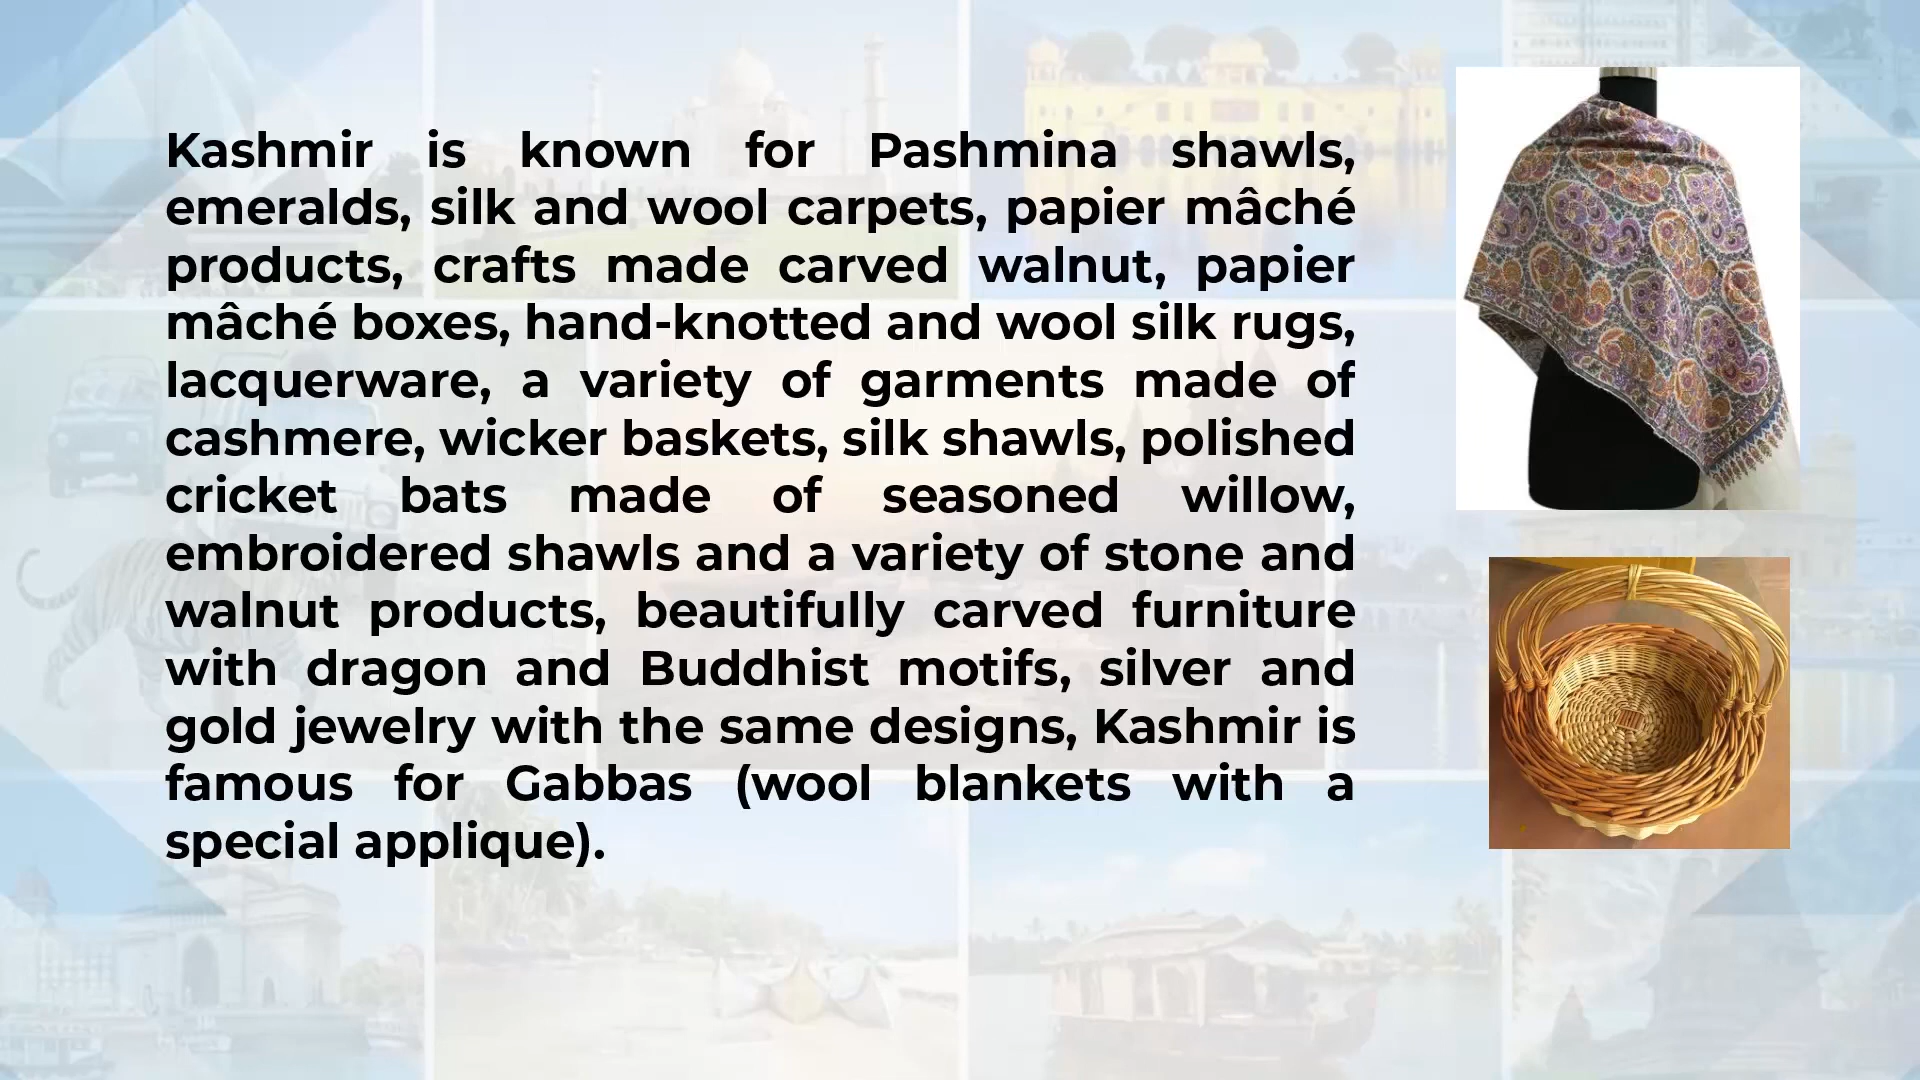 Kashmir is known for Pashmina shawls,
emeralds, silk and wool carpets, papier mâché
products, crafts made carved walnut, papier
mâché boxes, hand-knotted and wool silk rugs,
lacquerware, a variety of garments made of
cashmere, wicker baskets, silk shawls, polished
cricket bats made of seasoned willow,
embroidered shawls and a variety of stone and
walnut products, beautifully carved furniture
with dragon and Buddhist motifs, silver and
gold jewelry with the same designs, Kashmir is
famous for Gabbas (wool blankets with a
special applique).